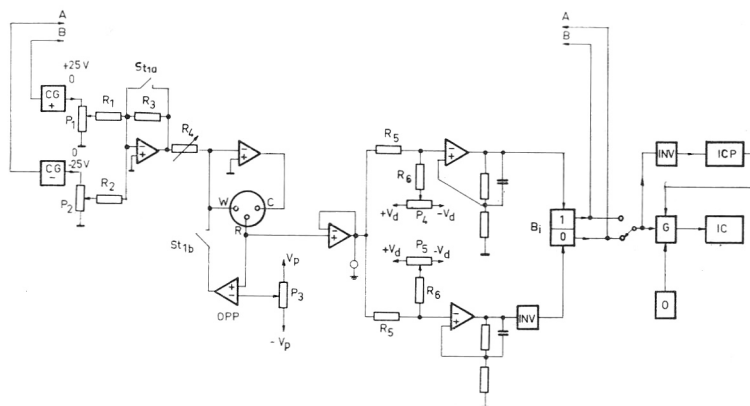 A
B
+25 V
0
CG
+
P1
R1
St1a
R3
R4
0
-25V
CG
-
P2
R2
W
C
R
St1b
OPP
Vp
P3
- Vp
R5
R6
+Vd
P4
-Vd
+Vd
P5
-Vd
R6
R5
INV
A
B
Bi
1
0
INV
ICP
G
IC
O